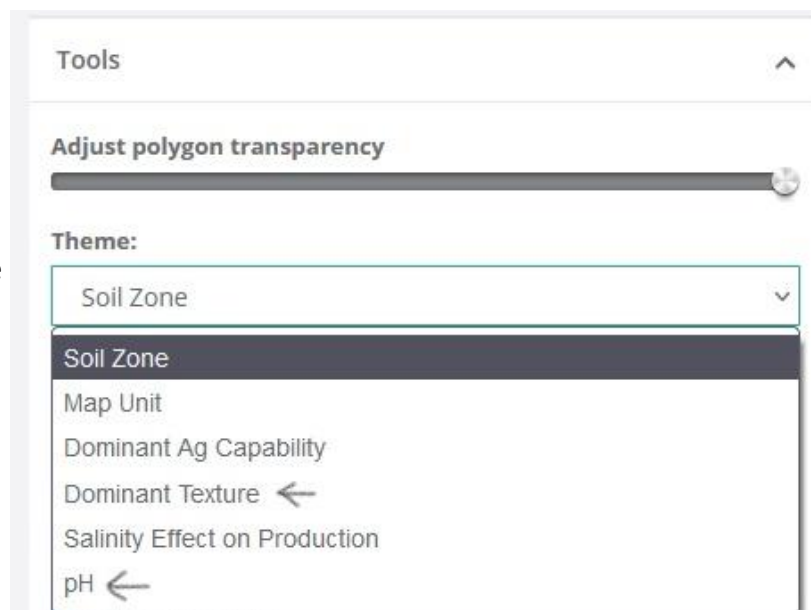 Tools
Adjust polygon transparency
Theme:
Soil Zone
Soil Zone
Map Unit
Dominant Ag Capability
Dominant Texture
Salinity Effect on Production
pH